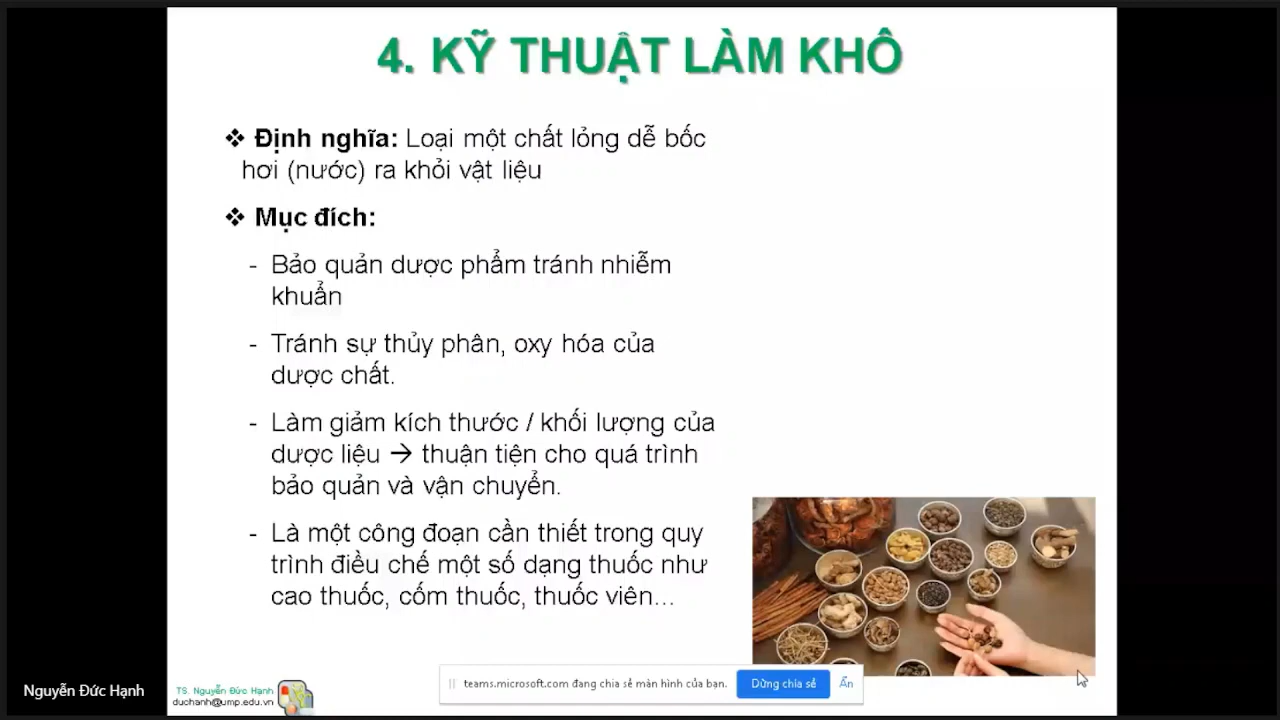 4. KỸ THUẬT LÀM KHÔ
❖ Định nghĩa: Loại một chất lỏng dễ bốc
hơi (nước) ra khỏi vật liệu
❖ Mục đích:
- Bảo quản dược phẩm tránh nhiễm
khuẩn
- Tránh sự thủy phân, oxy hóa của
dược chất.
- Làm giảm kích thước / khối lượng của
dược liệu → thuận tiện cho quá trình
bảo quản và vận chuyển.
- Là một công đoạn cần thiết trong quy
trình điều chế một số dạng thuốc như
cao thuốc, cốm thuốc, thuốc viên...
Nguyễn Đức Hạnh
TS. Nguyễn Đức Hạnh
duchanh@ump.edu.vn
teams.microsoft.com đang chia sẻ màn hình của bạn.
Dừng chia sẻ
Ẩn